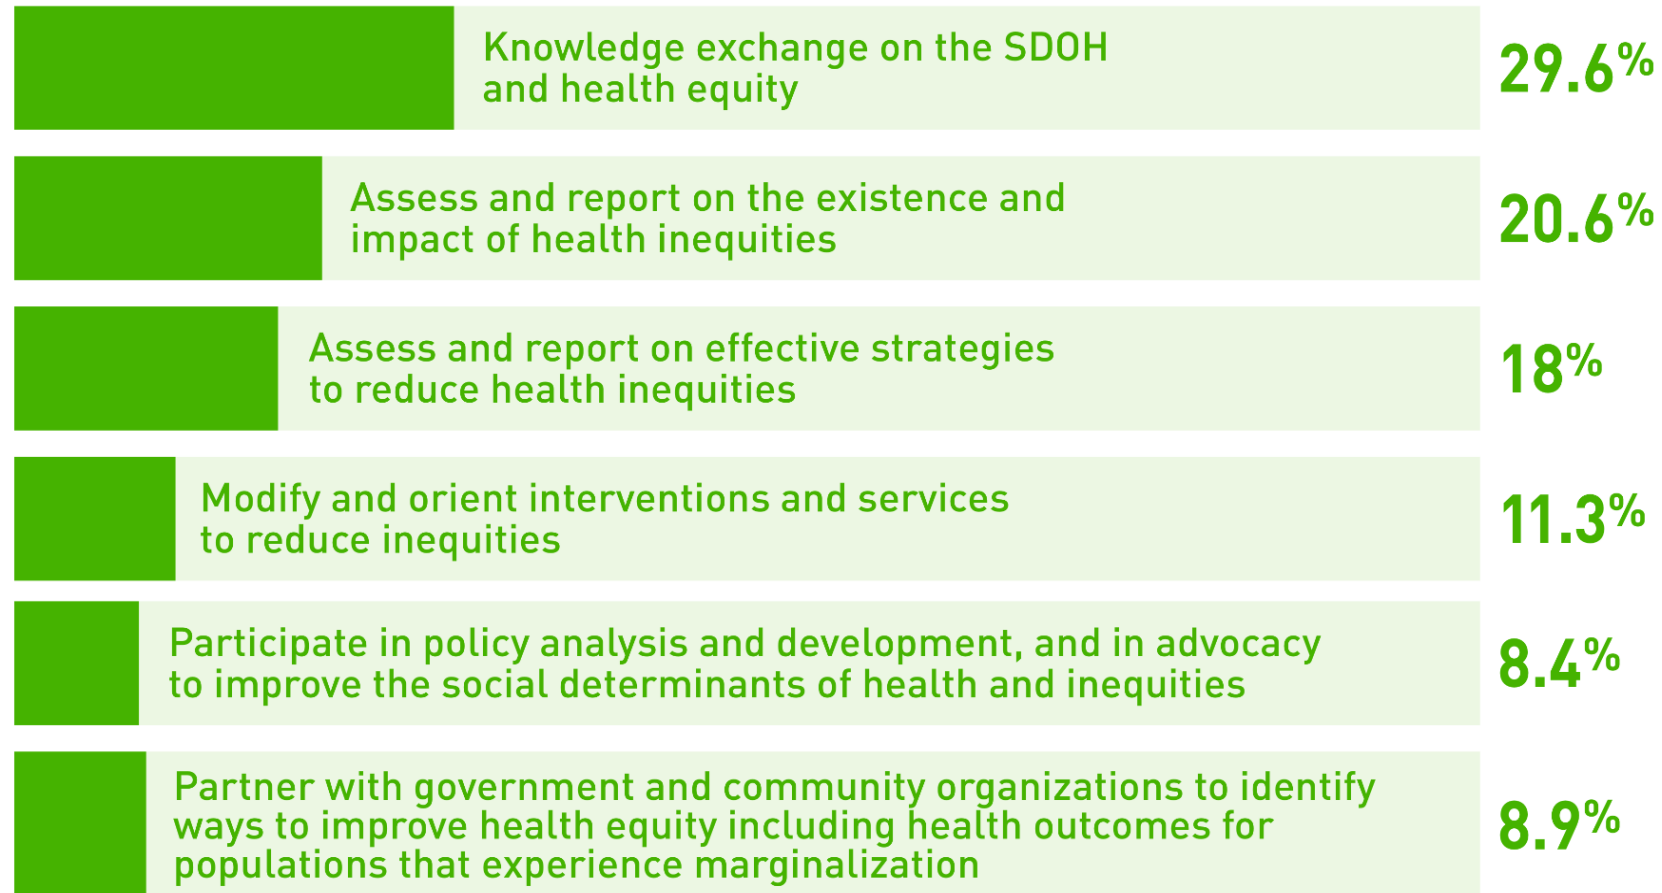 Knowledge exchange on the SDOH
and health equity
29.6%
Assess and report on the existence and
impact of health inequities
20.6%
Assess and report on effective strategies
to reduce health inequities
18%
Modify and orient interventions and services
to reduce inequities
11.3%
Participate in policy analysis and development, and in advocacy
to improve the social determinants of health and inequities
8.4%
Partner with government and community organizations to identify
ways to improve health equity including health outcomes for
populations that experience marginalization
8.9%